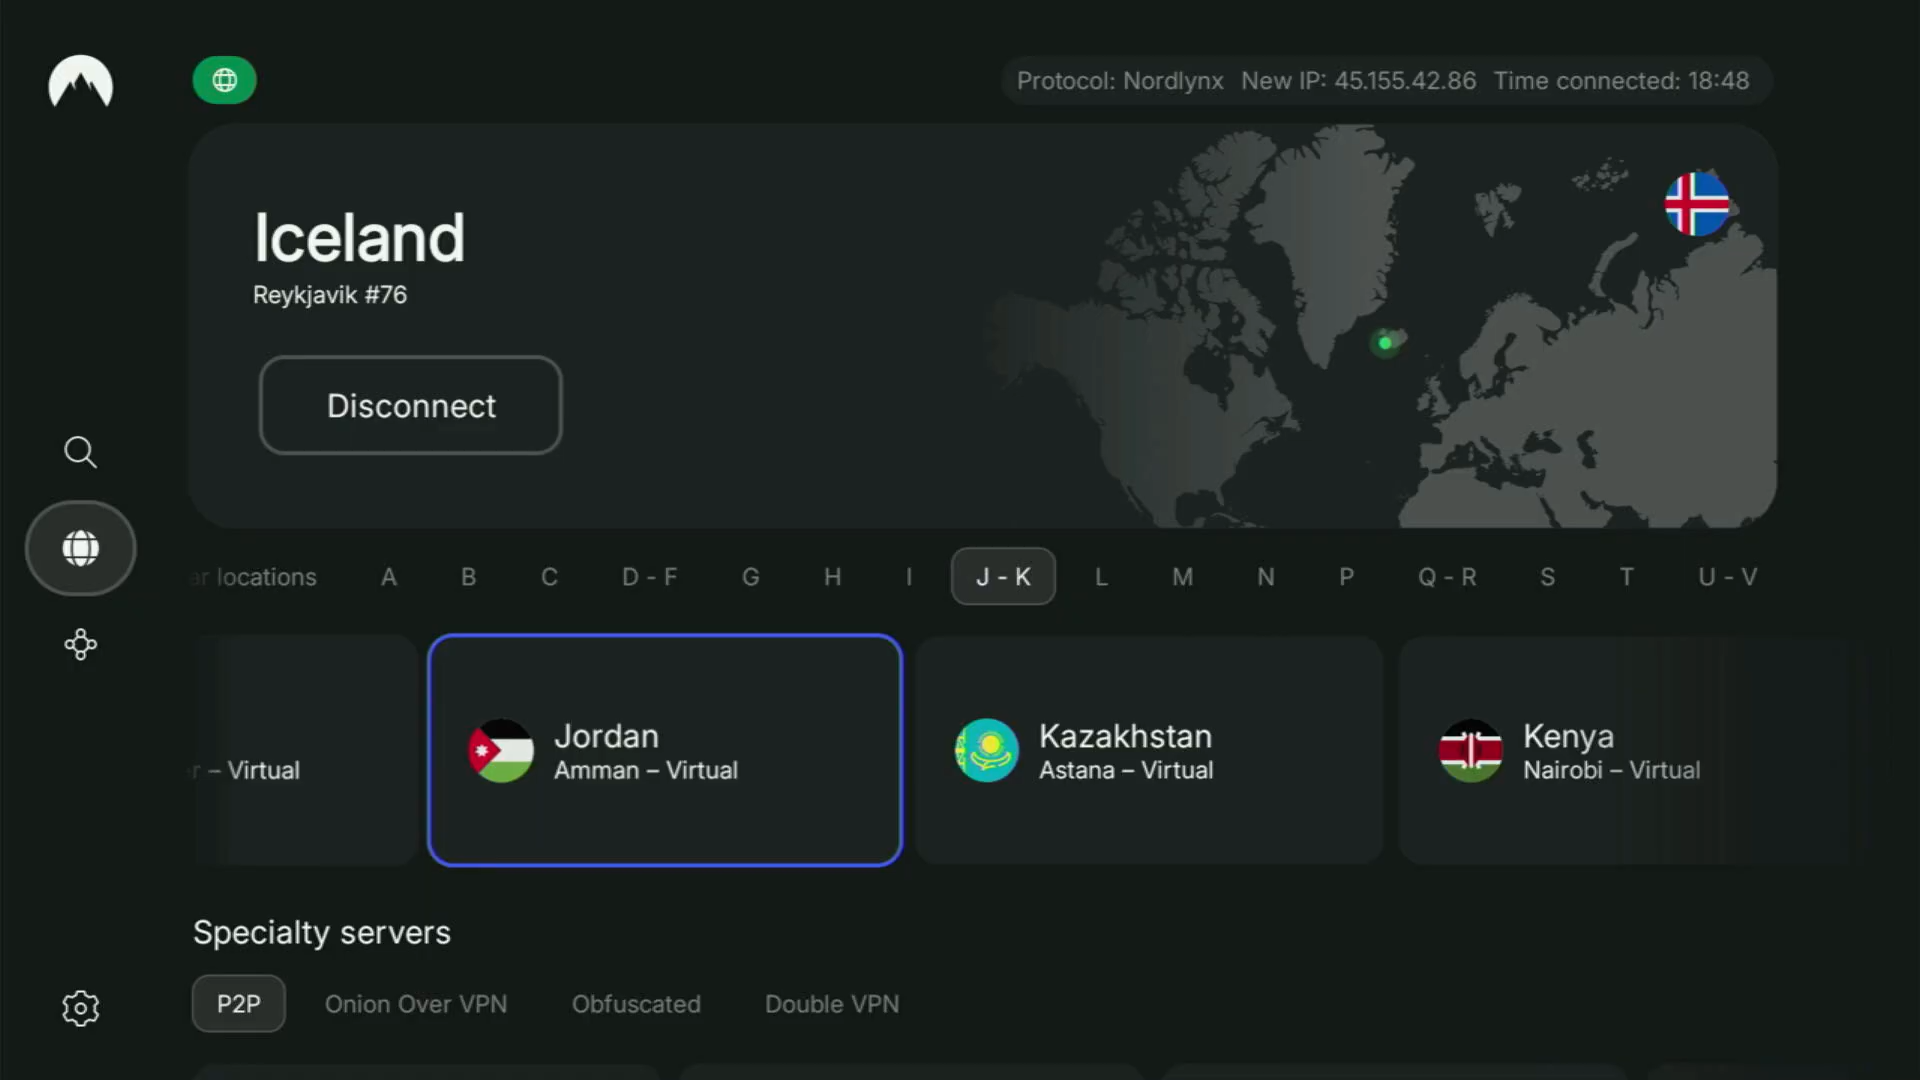 Protocol: Nordlynx New IP: 45.155.42.86 Time connected: 18:48
Iceland
Reykjavik #76
Disconnect
locations A B C D - F G H I J - K L M N P Q - R S T U - V
– Virtual
Jordan
Amman – Virtual
Kazakhstan
Astana – Virtual
Kenya
Nairobi – Virtual
Specialty servers
P2P Onion Over VPN Obfuscated Double VPN